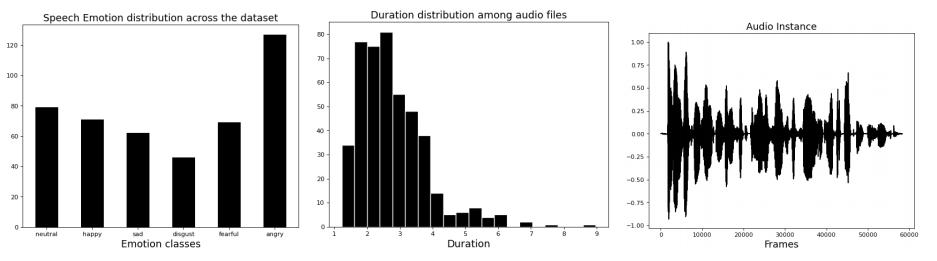 Speech Emotion distribution across the dataset
120
100
80
60
40
20
0
neutral happy sad disgust fearful angry
Emotion classes
Duration distribution among audio files
80
70
60
50
40
30
20
10
0
1 2 3 4 5 6 7 8 9
Duration
Audio Instance
1.00
0.75
0.50
0.25
0.00
−0.25
−0.50
−0.75
−1.00
0 10000 20000 30000 40000 50000 60000
Frames